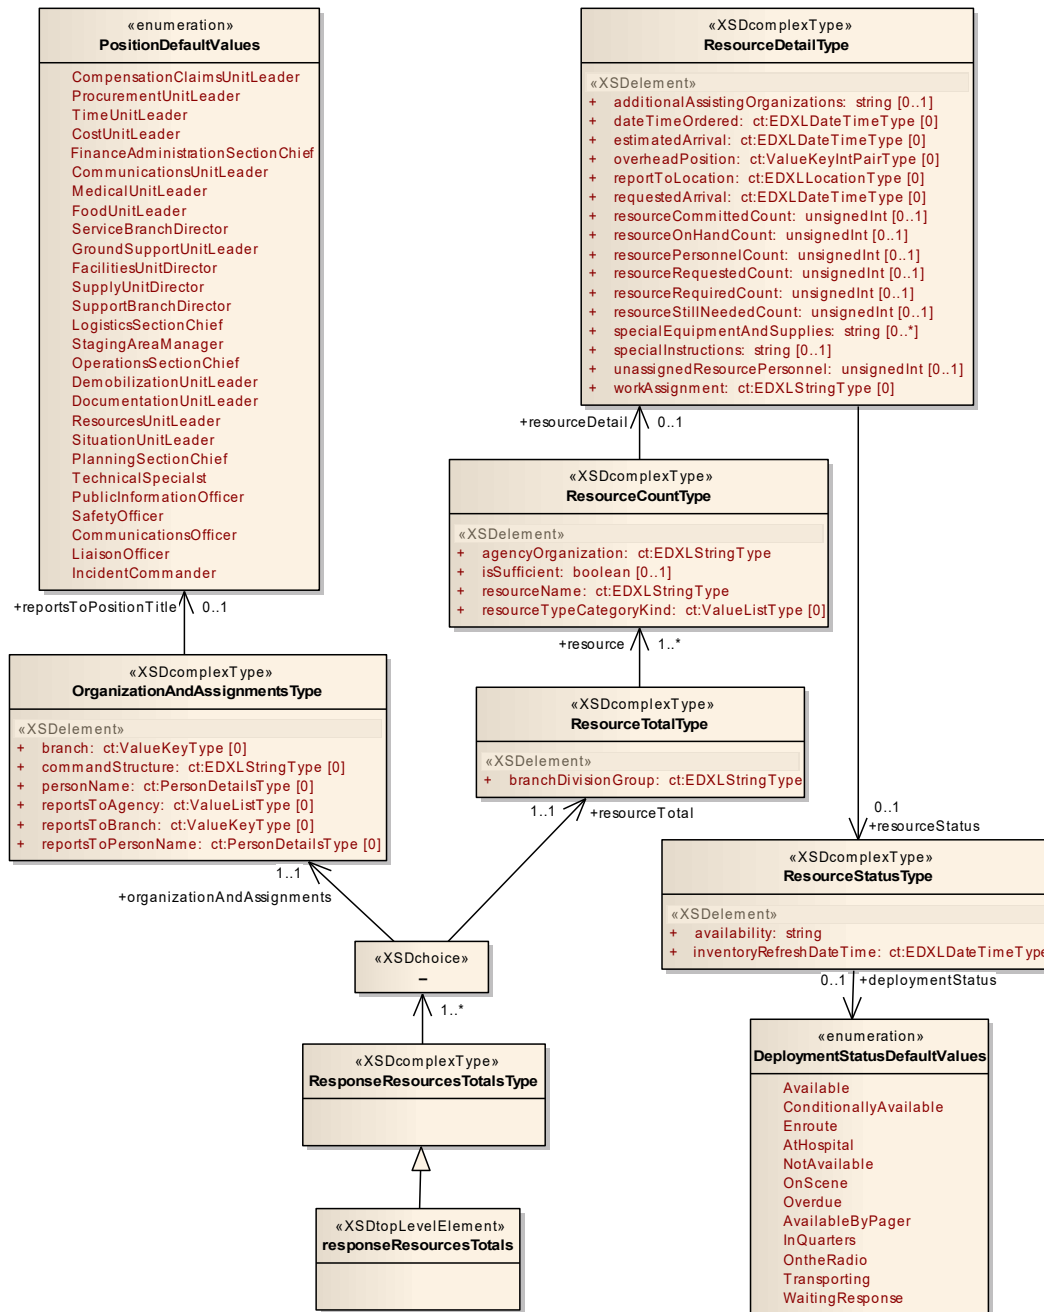 «enumeration»
PositionDefaultValues
CompensationClaimsUnitLeader
ProcurementUnitLeader
TimeUnitLeader
CostUnitLeader
FinanceAdministrationSectionChief
CommunicationsUnitLeader
MedicalUnitLeader
FoodUnitLeader
ServiceBranchDirector
GroundSupportUnitLeader
FacilitiesUnitDirector
SupplyUnitDirector
SupportBranchDirector
LogisticsSectionChief
StagingAreaManager
OperationsSectionChief
DemobilizationUnitLeader
DocumentationUnitLeader
ResourcesUnitLeader
SituationUnitLeader
PlanningSectionChief
TechnicalSpecialst
PublicInformationOfficer
SafetyOfficer
CommunicationsOfficer
LiaisonOfficer
IncidentCommander
+reportsToPositionTitle 0..1
«XSDcomplexType»
OrganizationAndAssignmentsType
«XSDelement»
+ branch: ct:ValueKeyType [0]
+ commandStructure: ct:EDXLStringType [0]
+ personName: ct:PersonDetailsType [0]
+ reportsToAgency: ct:ValueListType [0]
+ reportsToBranch: ct:ValueKeyType [0]
+ reportsToPersonName: ct:PersonDetailsType [0]
1..1
+organizationAndAssignments
«XSDcomplexType»
ResourceDetailType
«XSDelement»
+ additionalAssistingOrganizations: string [0..1]
+ dateTimeOrdered: ct:EDXLDateTimeType [0]
+ estimatedArrival: ct:EDXLDateTimeType [0]
+ overheadPosition: ct:ValueKeyIntPairType [0]
+ reportToLocation: ct:EDXLLocationType [0]
+ requestedArrival: ct:EDXLDateTimeType [0]
+ resourceCommittedCount: unsignedInt [0..1]
+ resourceOnHandCount: unsignedInt [0..1]
+ resourcePersonnelCount: unsignedInt [0..1]
+ resourceRequestedCount: unsignedInt [0..1]
+ resourceRequiredCount: unsignedInt [0..1]
+ resourceStillNeededCount: unsignedInt [0..1]
+ specialEquipmentAndSupplies: string [0..*]
+ specialInstructions: string [0..1]
+ unassignedResourcePersonnel: unsignedInt [0..1]
+ workAssignment: ct:EDXLStringType [0]
+resourceDetail 0..1
«XSDcomplexType»
ResourceCountType
«XSDelement»
+ agencyOrganization: ct:EDXLStringType
+ isSufficient: boolean [0..1]
+ resourceName: ct:EDXLStringType
+ resourceTypeCategoryKind: ct:ValueListType [0]
+resource 1..*
«XSDcomplexType»
ResourceTotalType
«XSDelement»
+ branchDivisionGroup: ct:EDXLStringType
1..1 +resourceTotal
0..1
+resourceStatus
«XSDcomplexType»
ResourceStatusType
«XSDelement»
+ availability: string
+ inventoryRefreshDateTime: ct:EDXLDateTimeType
0..1 +deploymentStatus
«enumeration»
DeploymentStatusDefaultValues
Available
ConditionallyAvailable
Enroute
AtHospital
NotAvailable
OnScene
Overdue
AvailableByPager
InQuarters
OntheRadio
Transporting
WaitingResponse
«XSDchoice»
–
1..*
«XSDcomplexType»
ResponseResourcesTotalsType
«XSDtopLevelElement»
responseResourcesTotals